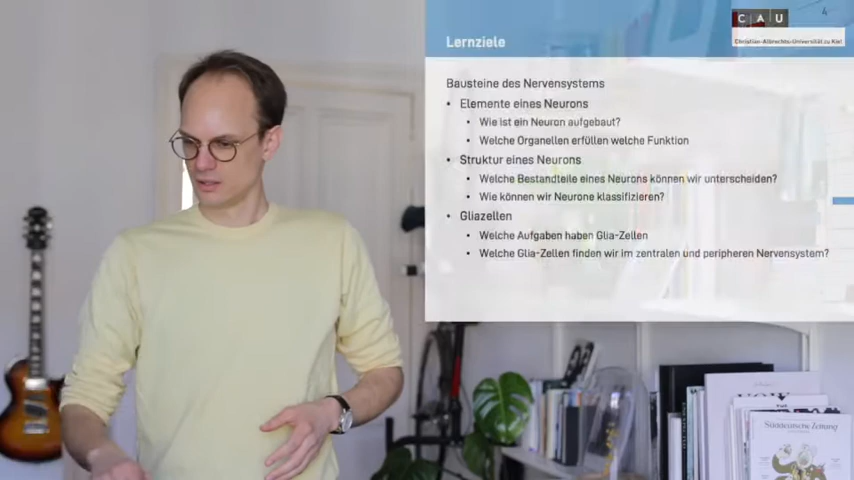 CAU
4
Christian-Albrechts-Universität zu Kiel
Lernziele
Bausteine des Nervensystems
• Elemente eines Neurons
• Wie ist ein Neuron aufgebaut?
• Welche Organellen erfüllen welche Funktion
• Struktur eines Neurons
• Welche Bestandteile eines Neurons können wir unterscheiden?
• Wie können wir Neurone klassifizieren?
• Gliazellen
• Welche Aufgaben haben Glia-Zellen
• Welche Glia-Zellen finden wir im zentralen und peripheren Nervensystem?
Süddeutsche Zeitung